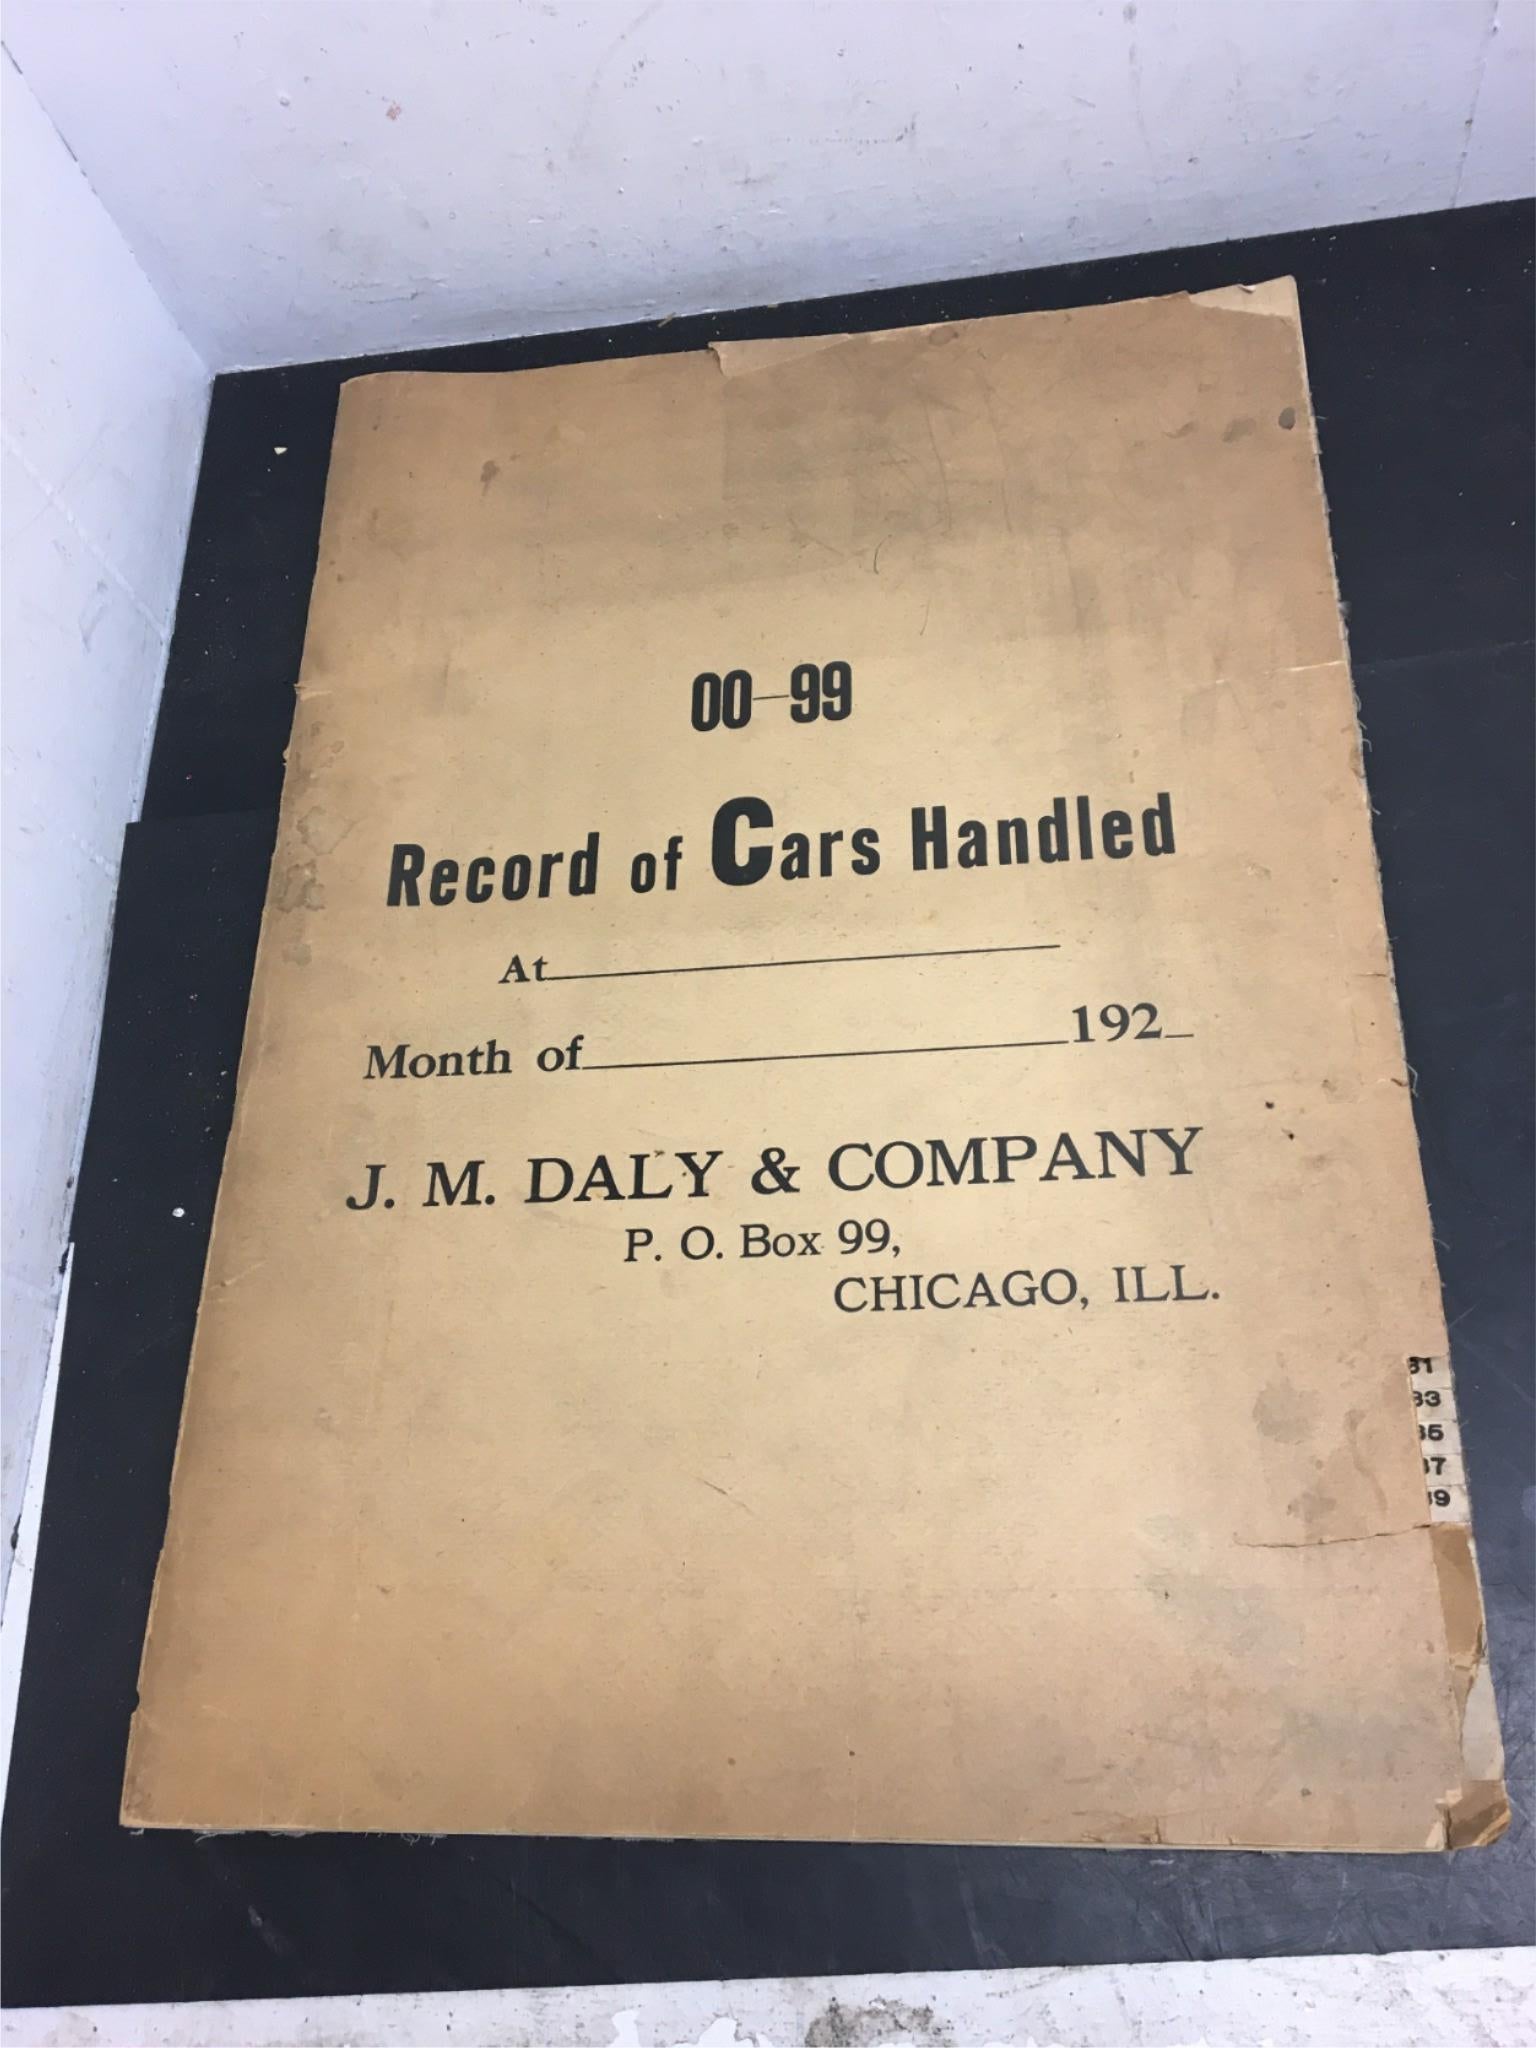 00-99
Record of Cars Handled
At
Month of 192
J. M. DALY & COMPANY
P. O. Box 99,
CHICAGO, ILL.